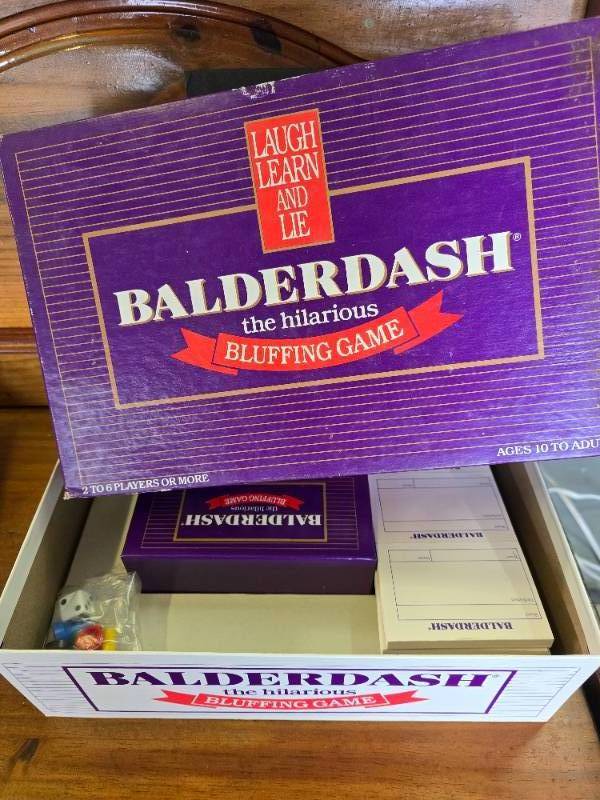 LAUGH
LEARN
AND
LIE
BALDERDASH®
the hilarious
BLUFFING GAME
2 TO 6 PLAYERS OR MORE
AGES 10 TO ADU
BALDERDASH®
the hilarious
BLUFFING GAME
BALDERDASH®
BALDERDASH®
BALDERDASH®
the hilarious
BLUFFING GAME